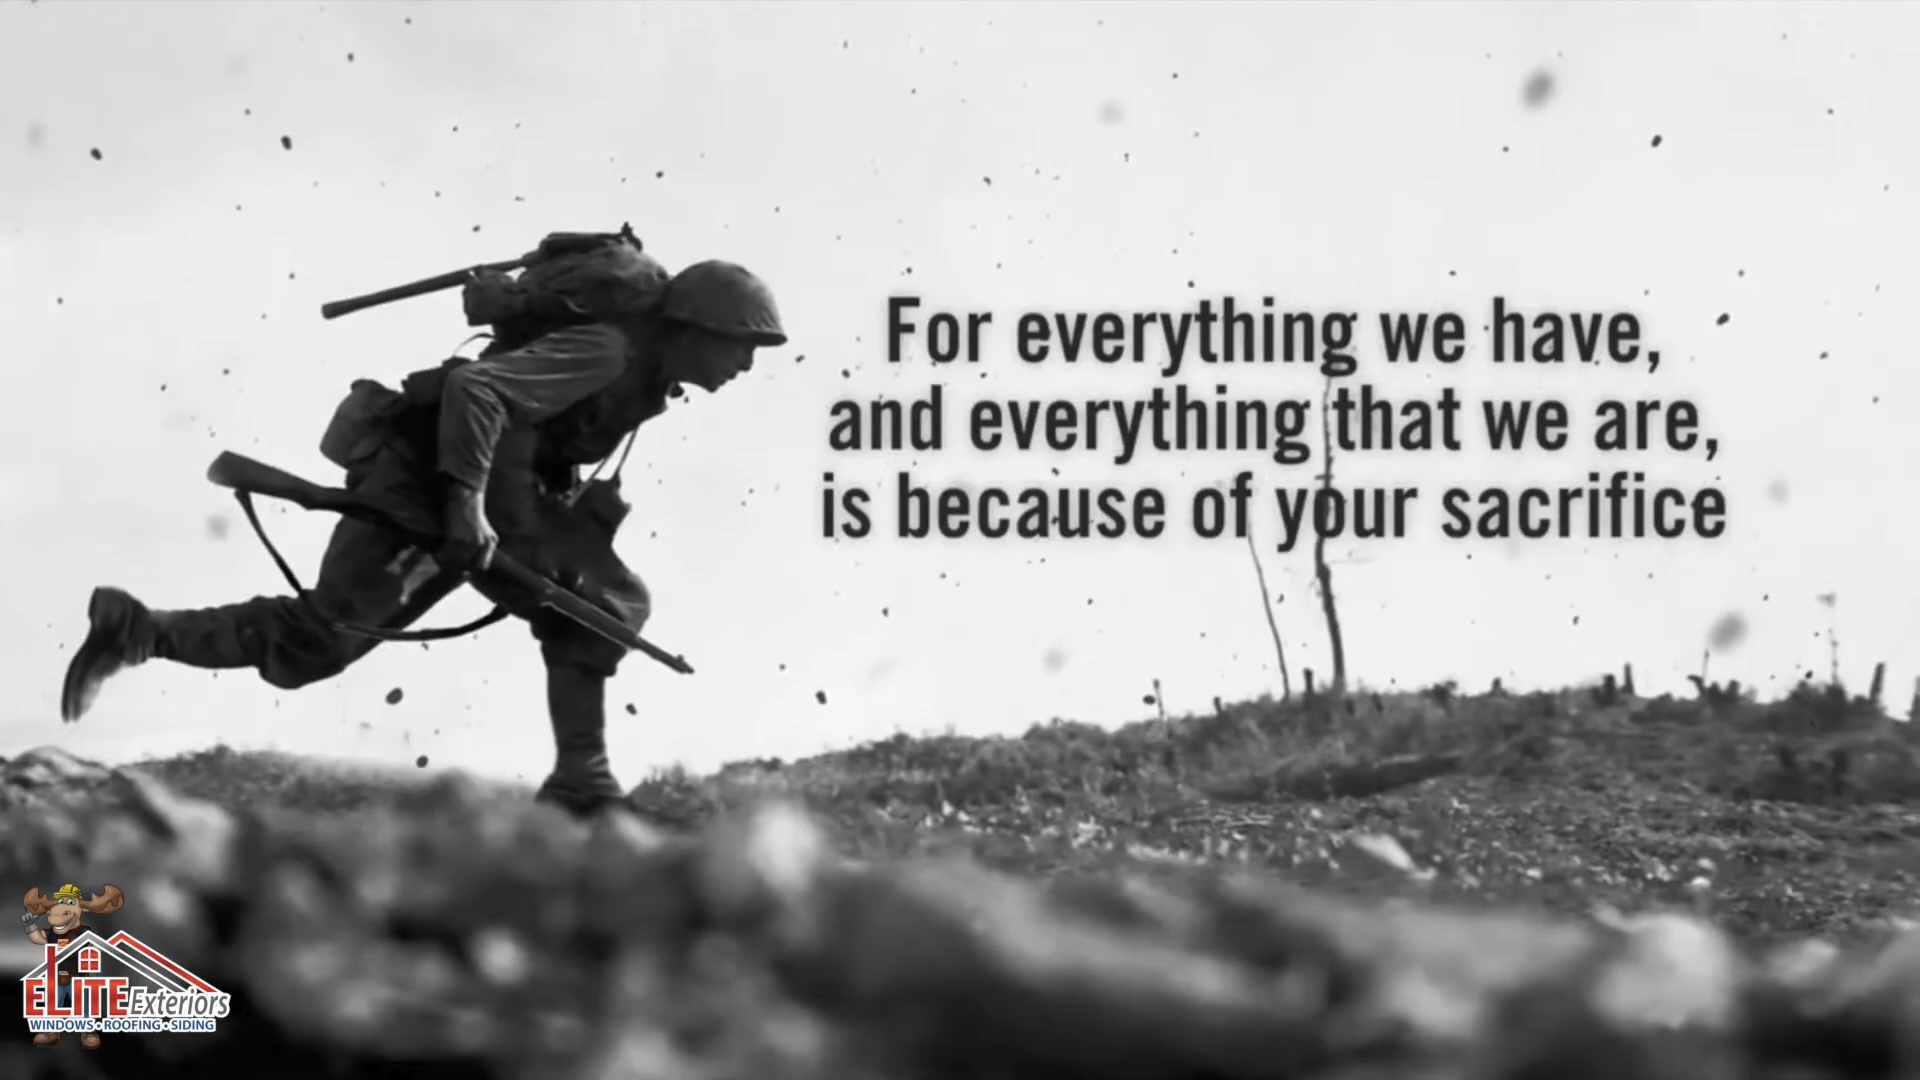 For everything we have,
and everything that we are,
is because of your sacrifice
ELITE Exteriors
WINDOWS • ROOFING • SIDING